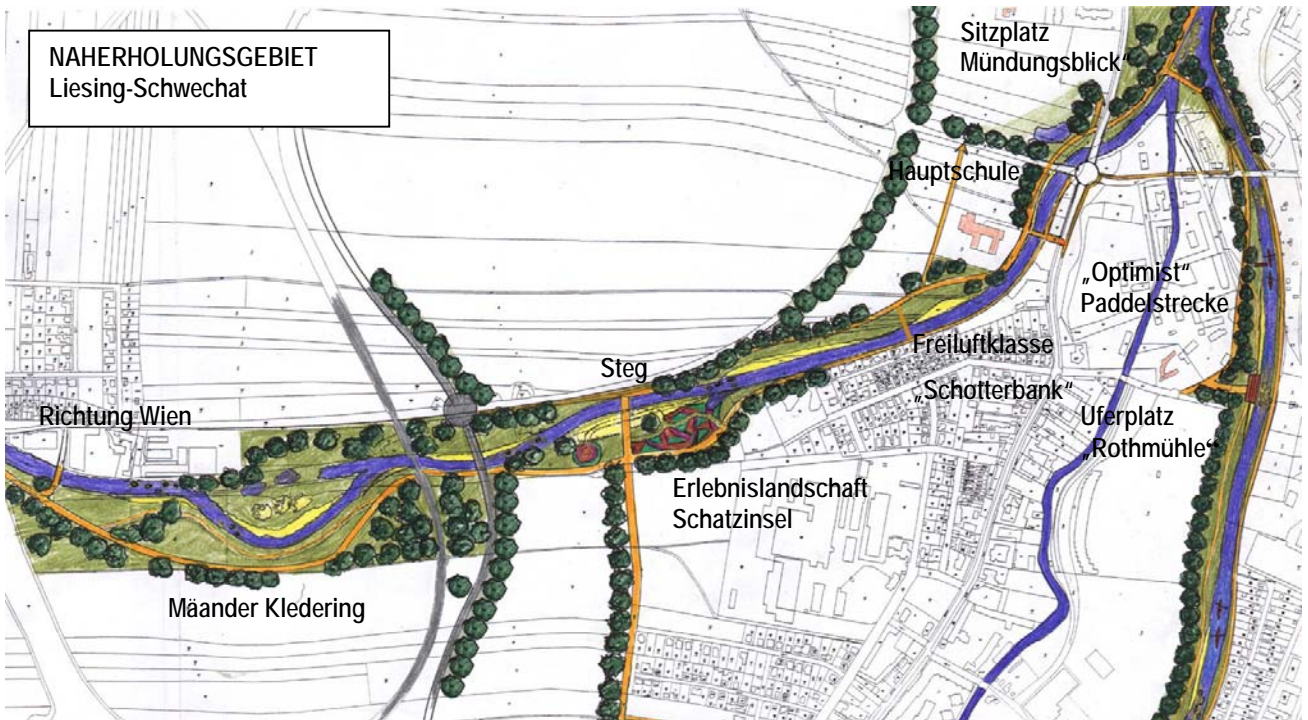 NAHERHOLUNGSGEBIET
Liesing-Schwechat
Sitzplatz
Mündungsblick“
Hauptschule
„Optimist“
Paddelstrecke
Freiluftklasse
Steg
„Schotterbank“
Richtung Wien
Uferplatz
„Rothmühle“
Erlebnislandschaft
Schatzinsel
Mäander Kledering